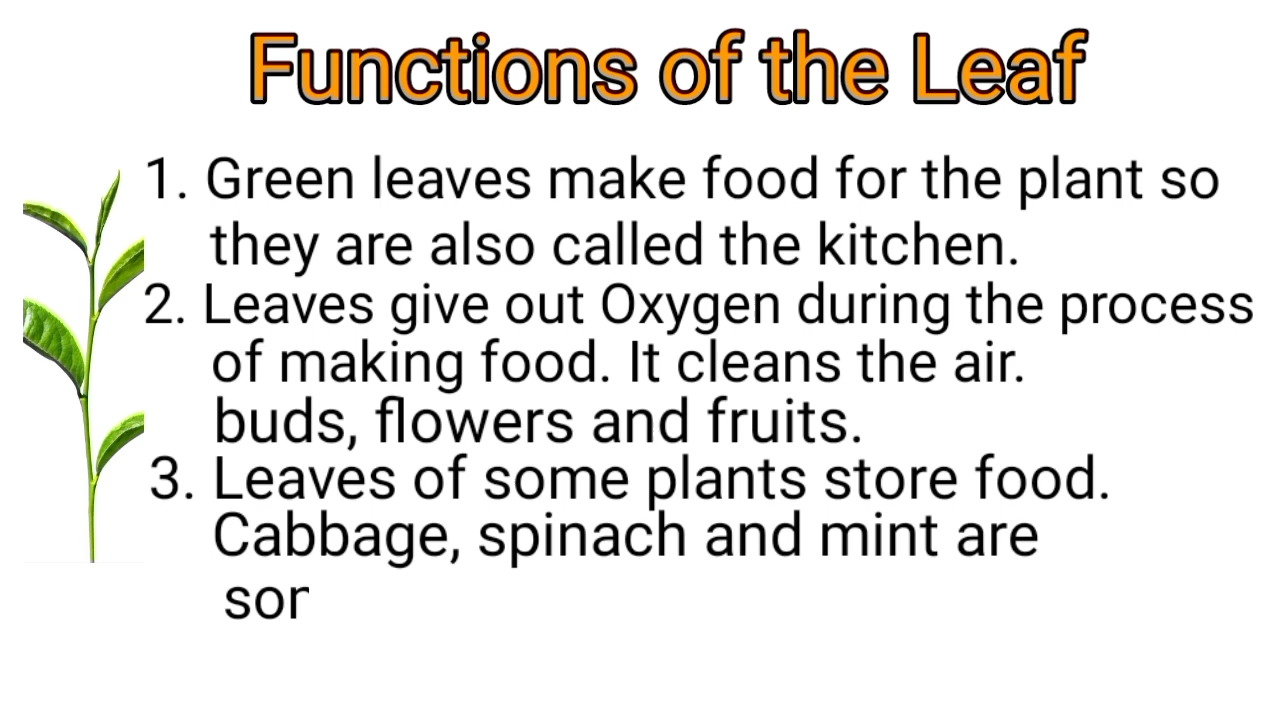 Functions of the Leaf
1. Green leaves make food for the plant so
they are also called the kitchen.
2. Leaves give out Oxygen during the process
of making food. It cleans the air.
buds, flowers and fruits.
3. Leaves of some plants store food.
Cabbage, spinach and mint are